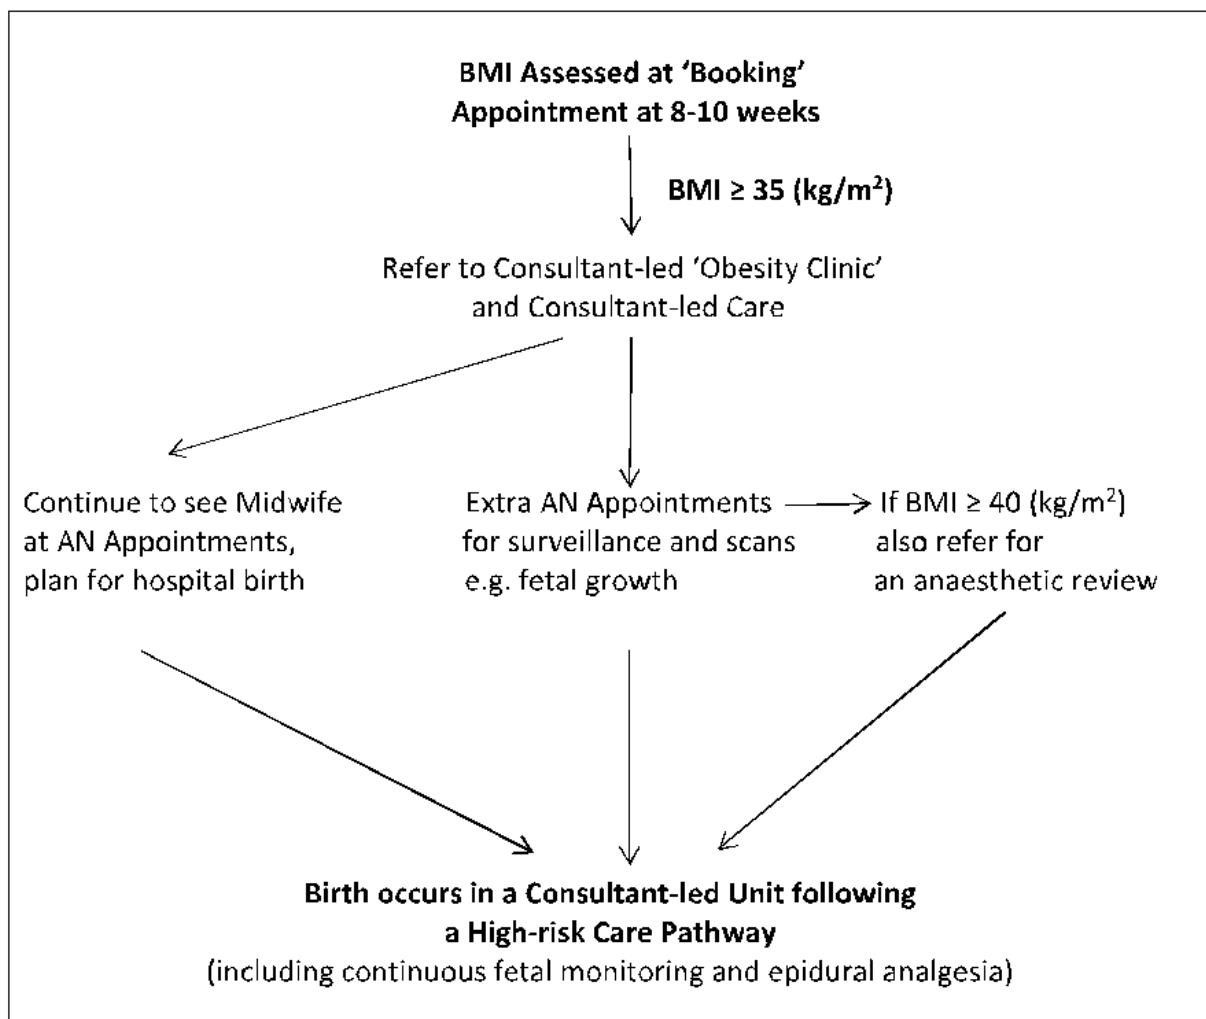 BMI Assessed at ‘Booking’
Appointment at 8-10 weeks
BMI ≥ 35 (kg/m²)
Refer to Consultant-led ‘Obesity Clinic’
and Consultant-led Care
Continue to see Midwife
at AN Appointments,
plan for hospital birth
Extra AN Appointments
for surveillance and scans
e.g. fetal growth
If BMI ≥ 40 (kg/m²)
also refer for
an anaesthetic review
Birth occurs in a Consultant-led Unit following
a High-risk Care Pathway
(including continuous fetal monitoring and epidural analgesia)